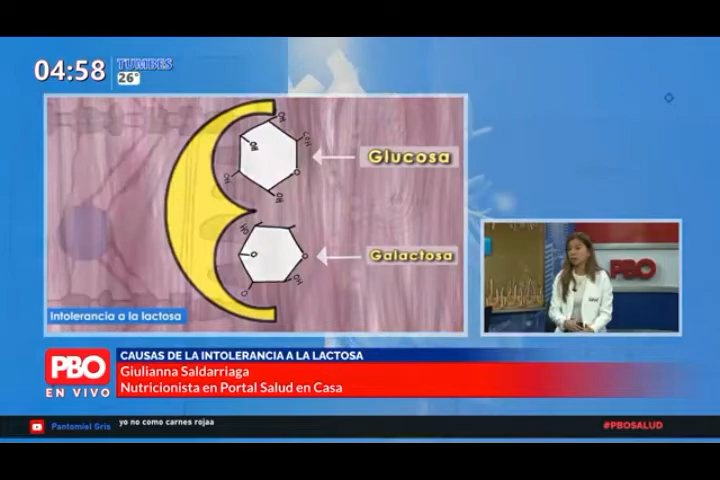 04:58
TUMBES
26°
Glucosa
Galactosa
Intolerancia a la lactosa
PBO
PBO
EN VIVO
CAUSAS DE LA INTOLERANCIA A LA LACTOSA
Giulianna Saldarriaga
Nutricionista en Portal Salud en Casa
Pantomiel Gris
yo no como carnes rojaa
#PBOSALUD